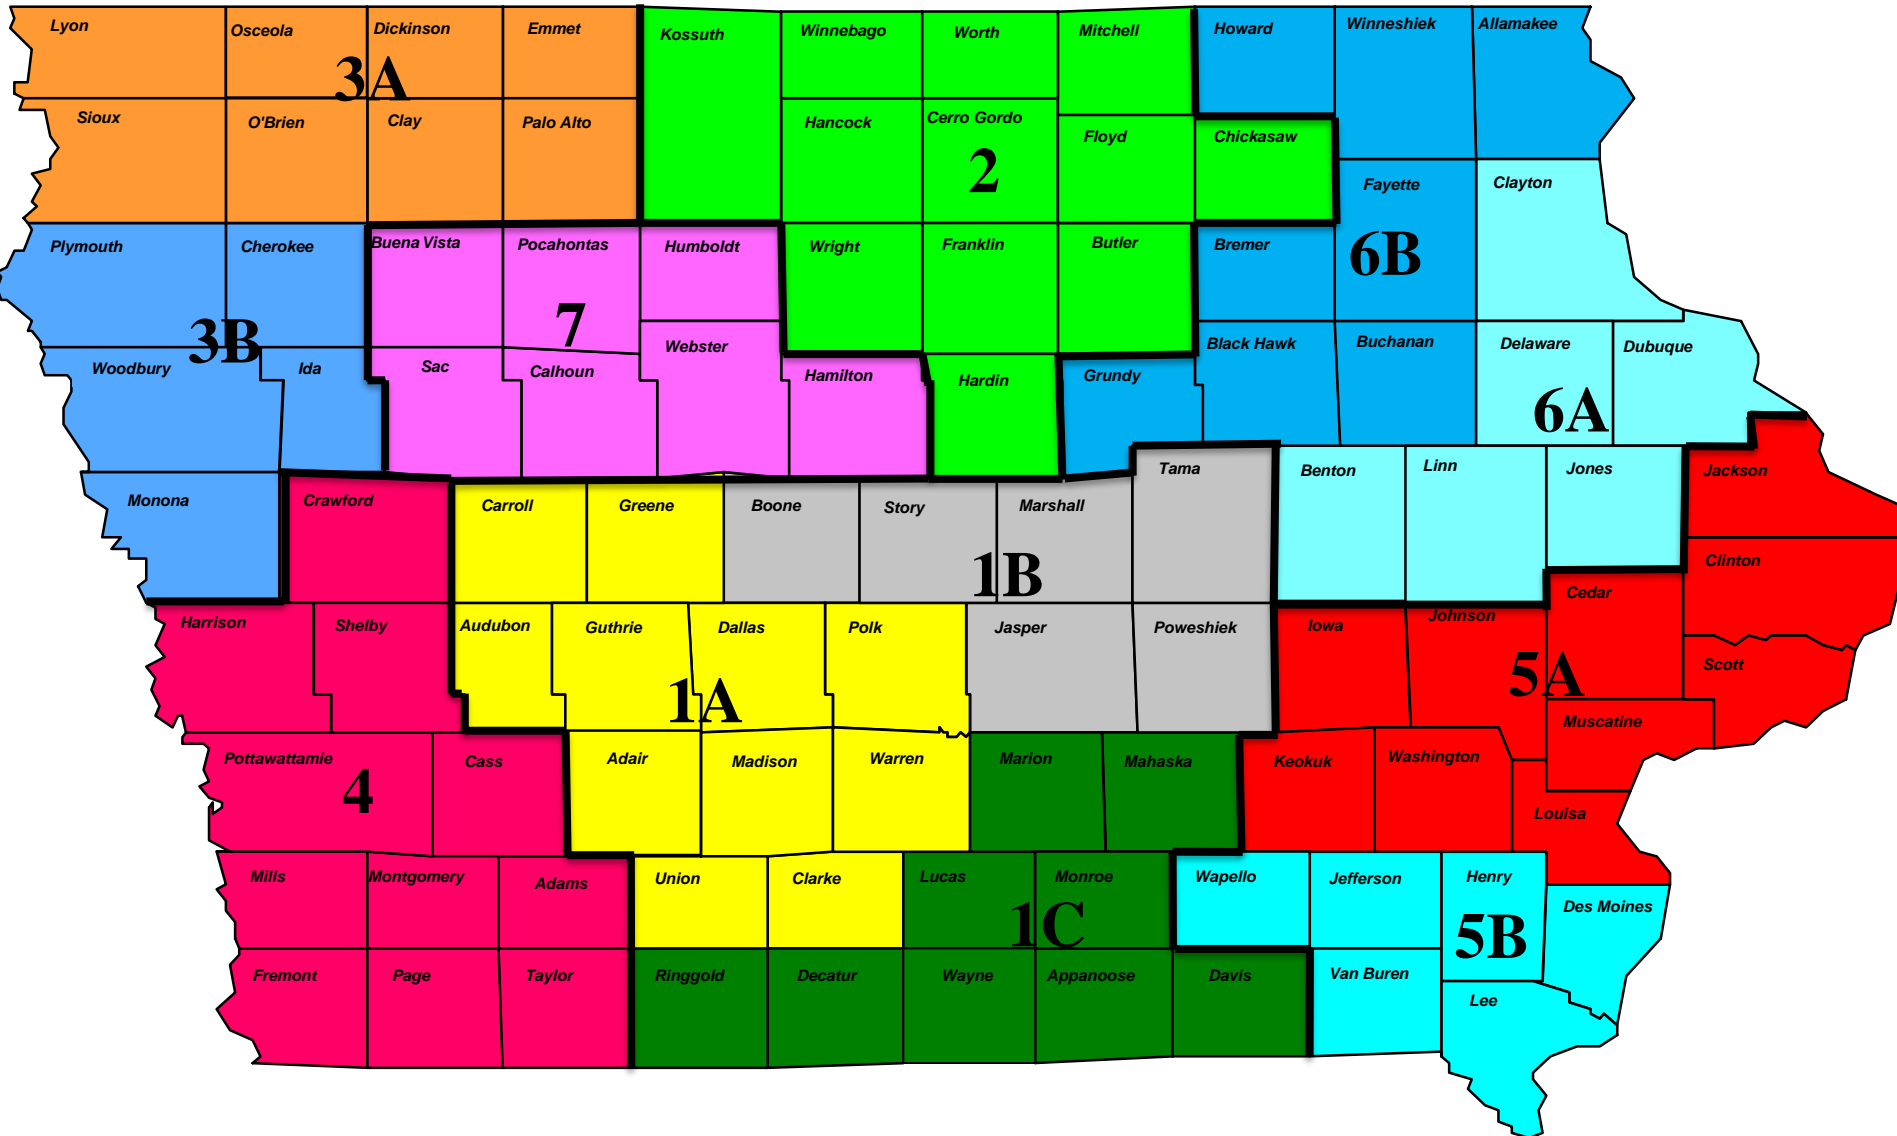 Lyon
Osceola
Dickinson
Emmet
Kossuth
Winnebago
Worth
Mitchell
Howard
Winneshiek
Allamakee
3A
Sioux
O'Brien
Clay
Palo Alto
Hancock
Cerro Gordo
Floyd
Chickasaw
2
Fayette
Clayton
Plymouth
Cherokee
Buena Vista
Pocahontas
Humboldt
Wright
Franklin
Butler
Bremer
6B
3B
7
Woodbury
Ida
Sac
Calhoun
Webster
Hamilton
Hardin
Grundy
Black Hawk
Buchanan
Delaware
Dubuque
6A
Monona
Crawford
Carroll
Greene
Boone
Story
Marshall
Tama
Benton
Linn
Jones
Jackson
1B
Clinton
Harrison
Shelby
Audubon
Guthrie
Dallas
Polk
Jasper
Poweshiek
Iowa
Johnson
Cedar
Scott
1A
5A
Muscatine
Pottawattamie
Cass
Adair
Madison
Warren
Marion
Mahaska
Keokuk
Washington
Louisa
4
Mills
Montgomery
Adams
Union
Clarke
Lucas
Monroe
Wapello
Jefferson
Henry
Des Moines
1C
5B
Fremont
Page
Taylor
Ringgold
Decatur
Wayne
Appanoose
Davis
Van Buren
Lee